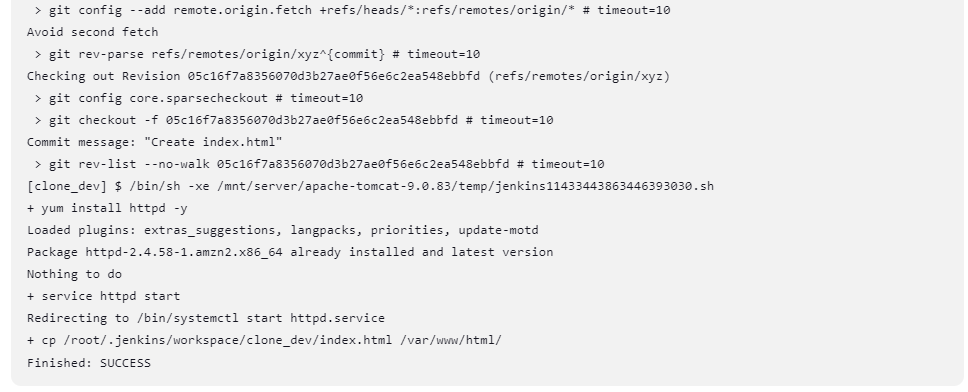 > git config --add remote.origin.fetch +refs/heads/*:refs/remotes/origin/* # timeout=10
Avoid second fetch
> git rev-parse refs/remotes/origin/xyz^{commit} # timeout=10
Checking out Revision 05c16f7a8356070d3b27ae0f56e6c2ea548ebbfd (refs/remotes/origin/xyz)
> git config core.sparsecheckout # timeout=10
> git checkout -f 05c16f7a8356070d3b27ae0f56e6c2ea548ebbfd # timeout=10
Commit message: "Create index.html"
> git rev-list --no-walk 05c16f7a8356070d3b27ae0f56e6c2ea548ebbfd # timeout=10
[clone_dev] $ /bin/sh -xe /mnt/server/apache-tomcat-9.0.83/temp/jenkins11433443863446393030.sh
+ yum install httpd -y
Loaded plugins: extras_suggestions, langpacks, priorities, update-motd
Package httpd-2.4.58-1.amzn2.x86_64 already installed and latest version
Nothing to do
+ service httpd start
Redirecting to /bin/systemctl start httpd.service
+ cp /root/.jenkins/workspace/clone_dev/index.html /var/www/html/
Finished: SUCCESS